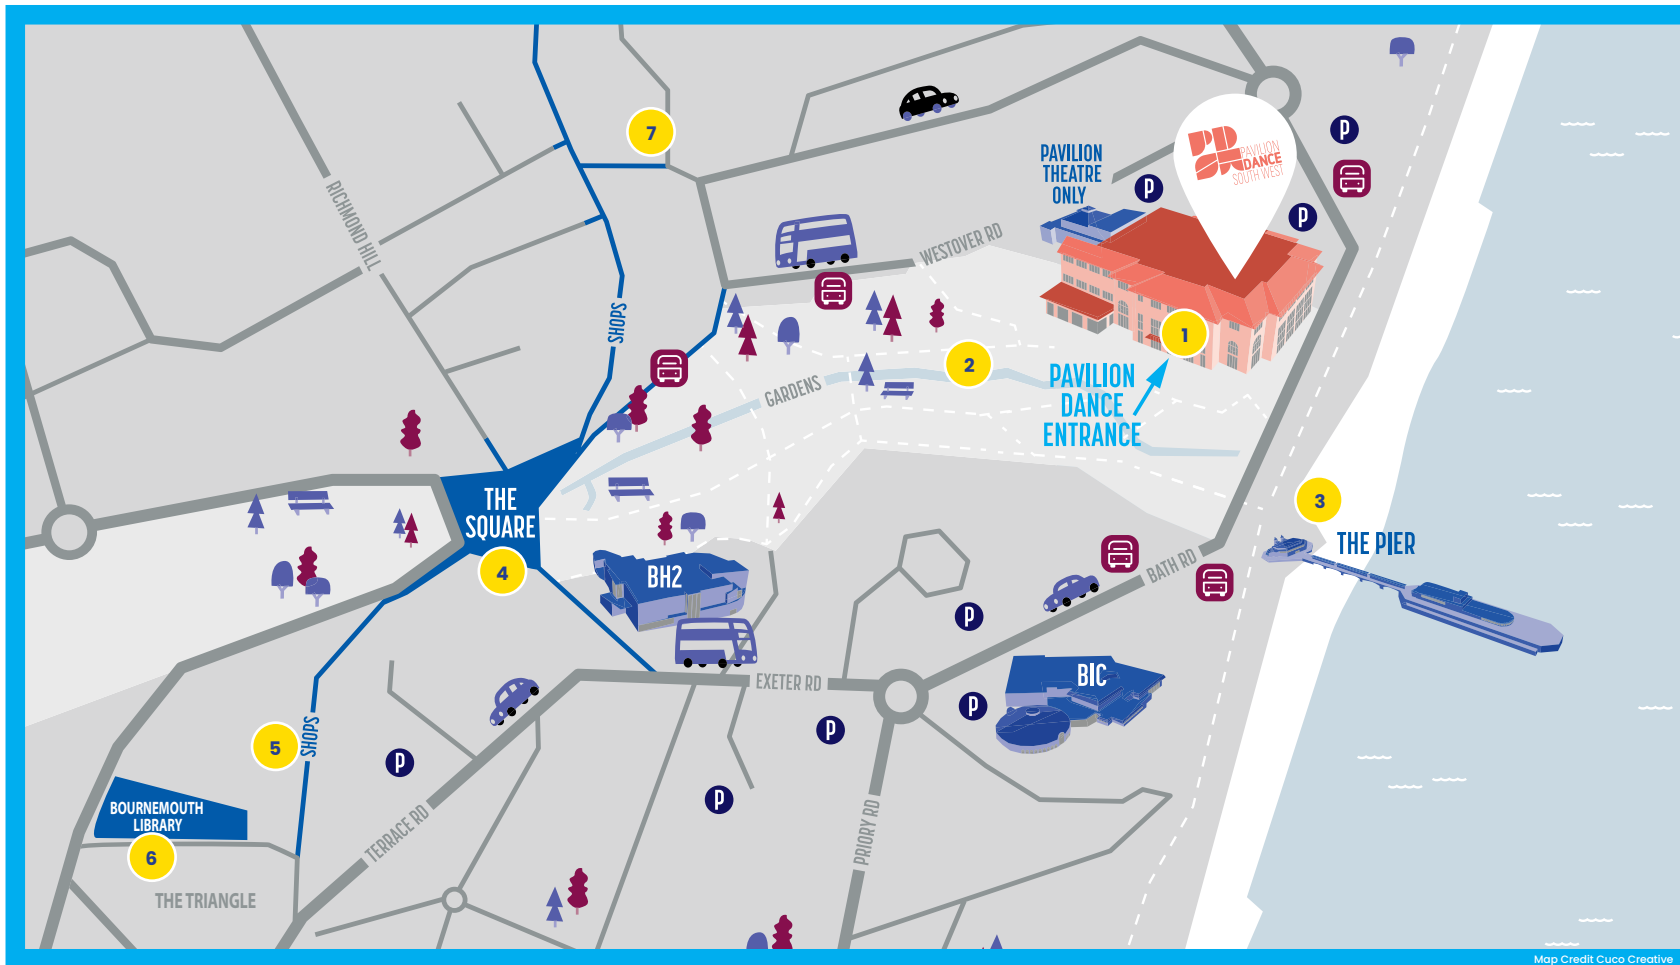 7
P
PAVILION
DANCE
SOUTH WEST
PAVILION
THEATRE
ONLY
P
P
RICHMOND HILL
WESTOVER RD
SHOPS
1
2
GARDENS
PAVILION
DANCE
ENTRANCE
THE
SQUARE
3
THE PIER
4
BH2
BATH RD
P
EXETER RD
BIC
P
P
5
SHOPS
P
P
BOURNEMOUTH
LIBRARY
6
TERRACE RD
PRIORY RD
THE TRIANGLE
Map Credit Cuco Creative